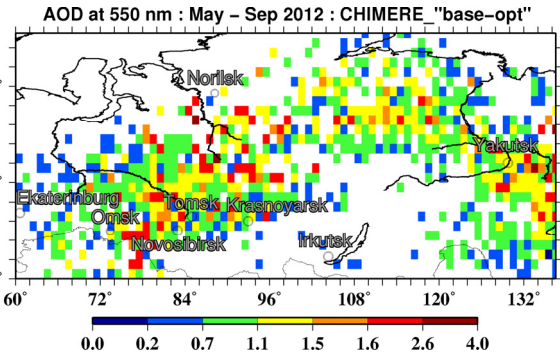 AOD at 550 nm : May – Sep 2012 : CHIMERE_"base–opt"
Norilsk
Yakutsk
Ekaterinburg
Tomsk Krasnoyarsk
Omsk
Novosibirsk
Irkutsk
60° 72° 84° 96° 108° 120° 132°
0.0 0.2 0.7 1.1 1.5 1.6 2.6 4.0